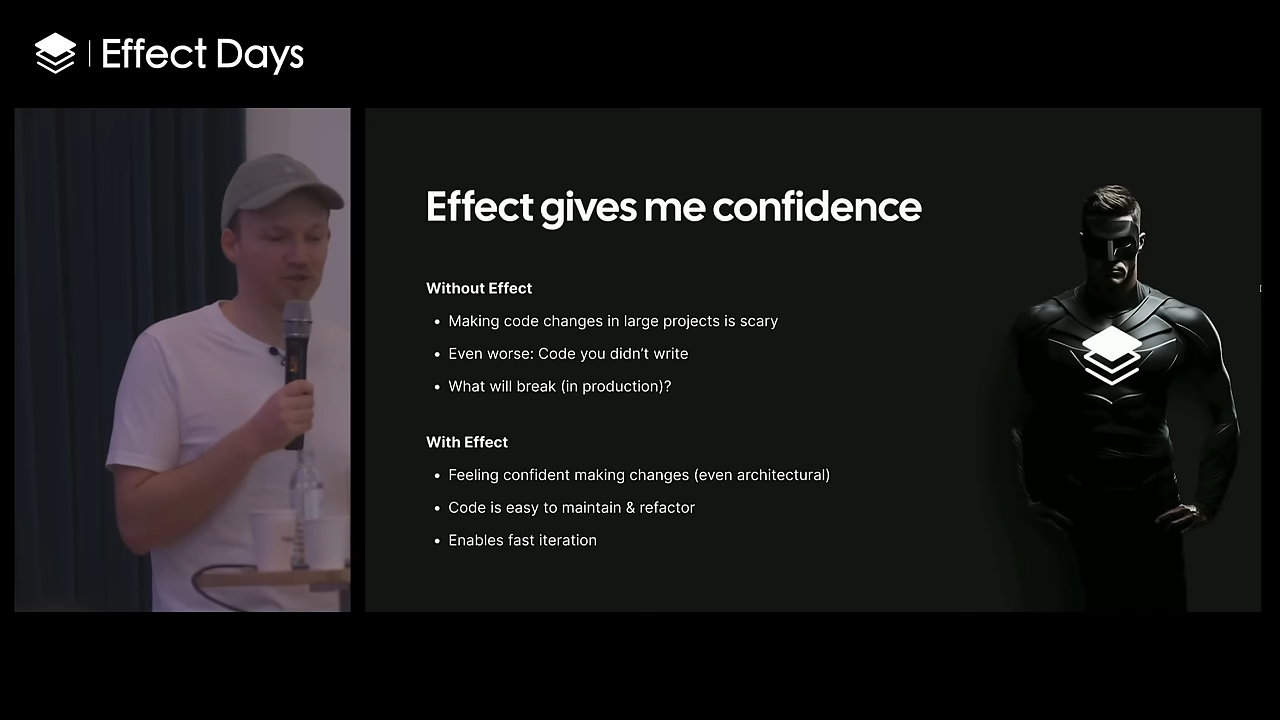 Effect Days
Effect gives me confidence
Without Effect
• Making code changes in large projects is scary
• Even worse: Code you didn’t write
• What will break (in production)?
With Effect
• Feeling confident making changes (even architectural)
• Code is easy to maintain & refactor
• Enables fast iteration